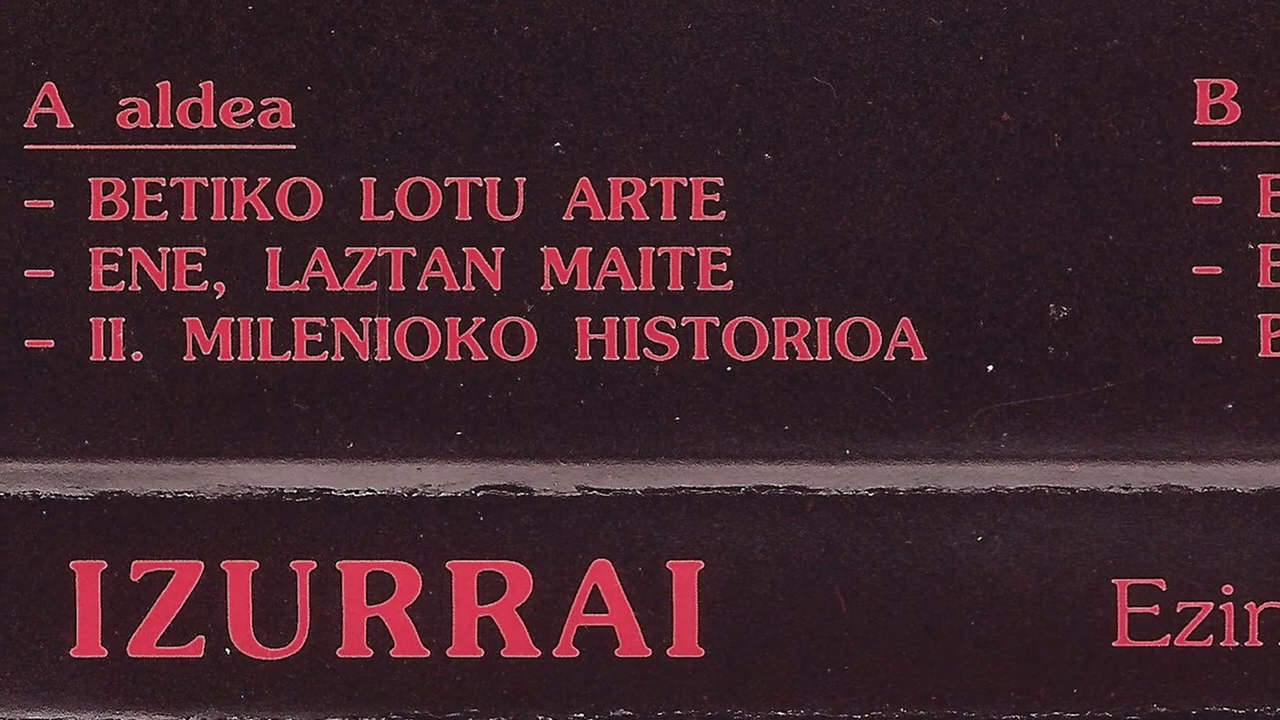 A aldea
- BETIKO LOTU ARTE
- ENE, LAZTAN MAITE
- II. MILENIOKO HISTORIOA
B
-
-
-
IZURRAI